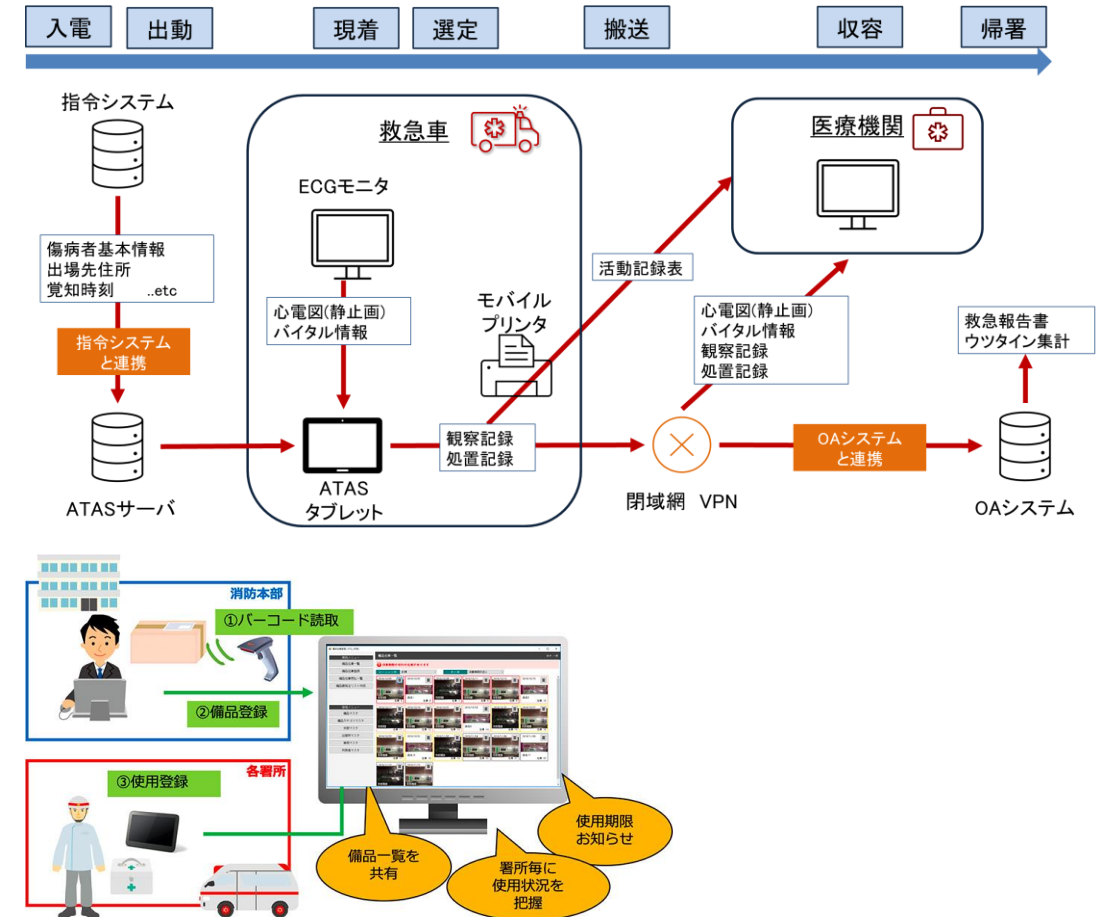 入電
出動
現着
選定
搬送
収容
帰署
指令システム
救急車
医療機関
ECGモニタ
傷病者基本情報
出場先住所
覚知時刻 ..etc
活動記録表
心電図(静止画)
バイタル情報
モバイル
プリンタ
心電図(静止画)
バイタル情報
観察記録
処置記録
救急報告書
ウツタイン集計
指令システム
と連携
観察記録
処置記録
OAシステム
と連携
ATASサーバ
ATAS
タブレット
閉域網 VPN
OAシステム
消防本部
①バーコード読取
②備品登録
各署所
③使用登録
使用期限
お知らせ
備品一覧を
共有
署所毎に
使用状況を
把握